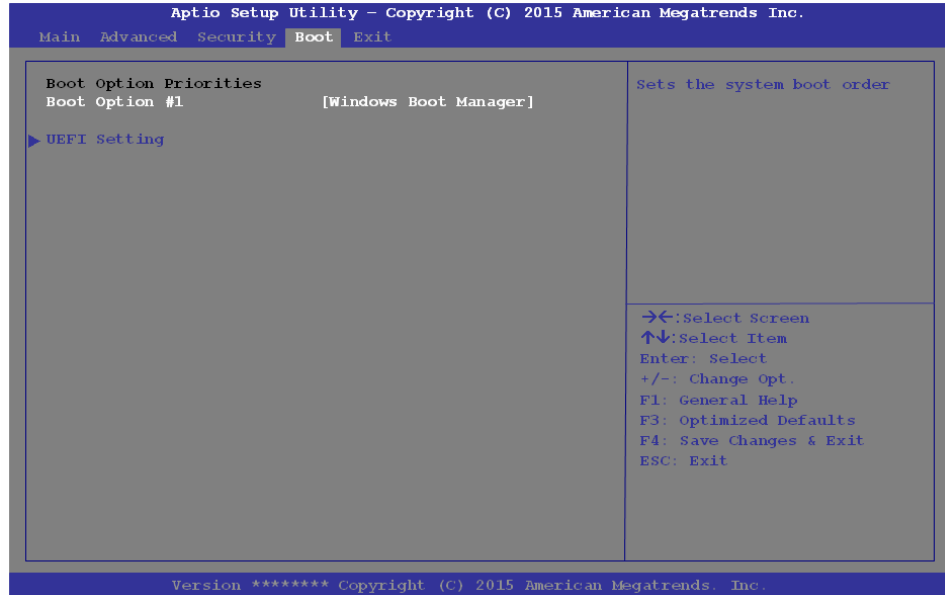 Aptio Setup Utility – Copyright (C) 2015 American Megatrends Inc.
Main Advanced Security Boot Exit
Boot Option Priorities
Boot Option #1 [Windows Boot Manager]
▶ UEFI Setting
Sets the system boot order
→←:Select Screen
↑↓:Select Item
Enter: Select
+/-: Change Opt.
F1: General Help
F3: Optimized Defaults
F4: Save Changes & Exit
ESC: Exit
Version ******** Copyright (C) 2015 American Megatrends. Inc.